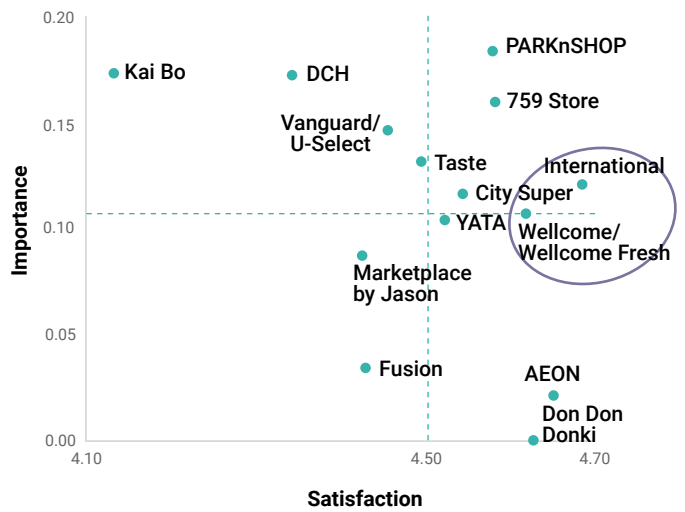 0.20
PARKnSHOP
Kai Bo
DCH
759 Store
0.15
Vanguard/
U-Select
Taste
International
City Super
Importance
0.10
YATA
Wellcome/
Wellcome Fresh
Marketplace
by Jason
0.05
Fusion
AEON
Don Don
Donki
0.00
4.10
4.50
4.70
Satisfaction